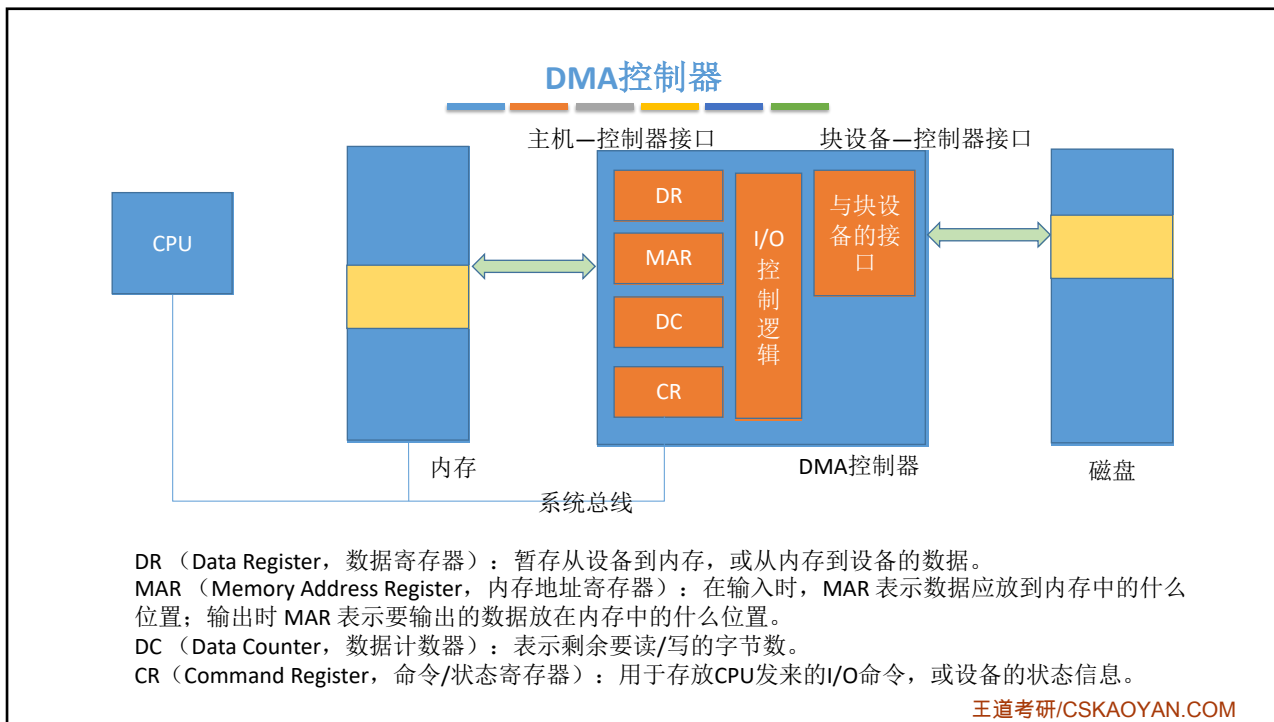 DMA控制器
主机—控制器接口
块设备—控制器接口
CPU
DR
MAR
DC
CR
I/O
控
制
逻
辑
与块设
备的接
口
内存
DMA控制器
磁盘
系统总线
DR （Data Register，数据寄存器）：暂存从设备到内存，或从内存到设备的数据。
MAR （Memory Address Register，内存地址寄存器）：在输入时，MAR 表示数据应放到内存中的什么
位置；输出时 MAR 表示要输出的数据放在内存中的什么位置。
DC （Data Counter，数据计数器）：表示剩余要读/写的字节数。
CR（Command Register，命令/状态寄存器）：用于存放CPU发来的I/O命令，或设备的状态信息。
王道考研/CSKAOYAN.COM